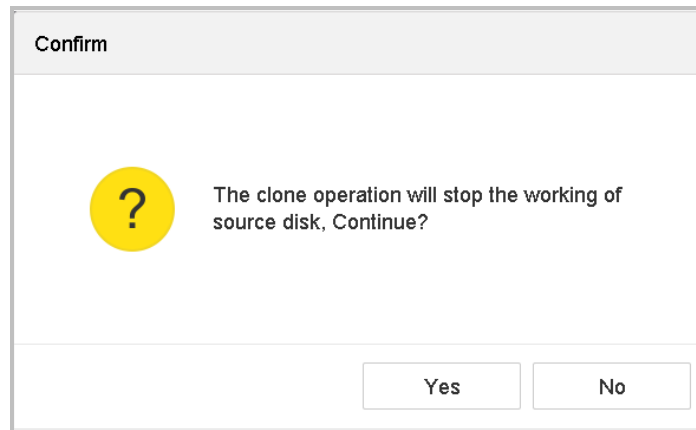 Confirm
?
The clone operation will stop the working of
source disk, Continue?
Yes No